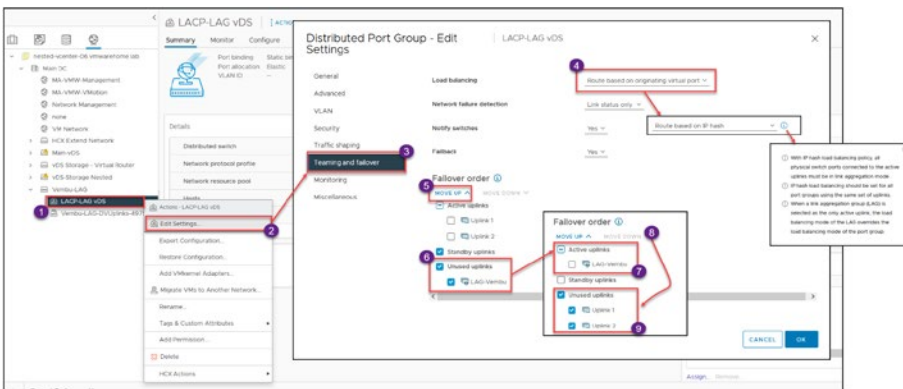 LACP-LAG vDS
ACTIO
Summary Monitor Configure
Port binding Static bin
Port allocation Elastic
VLAN ID --
nested-vcenter-06.vmwarehome.lab
Main DC
MA-VMW-Management
MA-VMW-VMotion
Network Management
none
VM Network
HCX Extend Network
Main-vDS
vDS Storage - Virtual Router
vDS Storage Nested
Vembu-LAG
LACP-LAG vDS
Vembu-LAG-DVUplinks-497
1
Details
Distributed switch
Network protocol profile
Network resource pool
Hosts
Actions - LACP-LAG vDS
Edit Settings...
2
Export Configuration...
Restore Configuration...
Add VMkernel Adapters...
Migrate VMs to Another Network...
Rename...
Tags & Custom Attributes
Add Permission...
Delete
HCX Actions
Distributed Port Group - Edit
Settings
LACP-LAG vDS
General
Advanced
VLAN
Security
Traffic shaping
3
Teaming and failover
Monitoring
Miscellaneous
4
Load balancing Route based on originating virtual port
Network failure detection Link status only
Notify switches Yes
Failback Yes
Route based on IP hash
With IP hash load balancing policy, all
physical switch ports connected to the active
uplinks must be in link aggregation mode.
IP hash load balancing should be set for all
port groups using the same set of uplinks.
When a link aggregation group (LAG) is
selected as the only active uplink, the load
balancing mode of the LAG overrides the
load balancing mode of the port group.
Failover order
5
MOVE UP MOVE DOWN
Active uplinks
Uplink 1
Uplink 2
Standby uplinks
6
Unused uplinks
LAG-Vembu
Failover order
MOVE UP MOVE DOWN
8
Active uplinks
LAG-Vembu
7
Standby uplinks
Unused uplinks
Uplink 1
Uplink 2
9
CANCEL OK
Assign... Remove